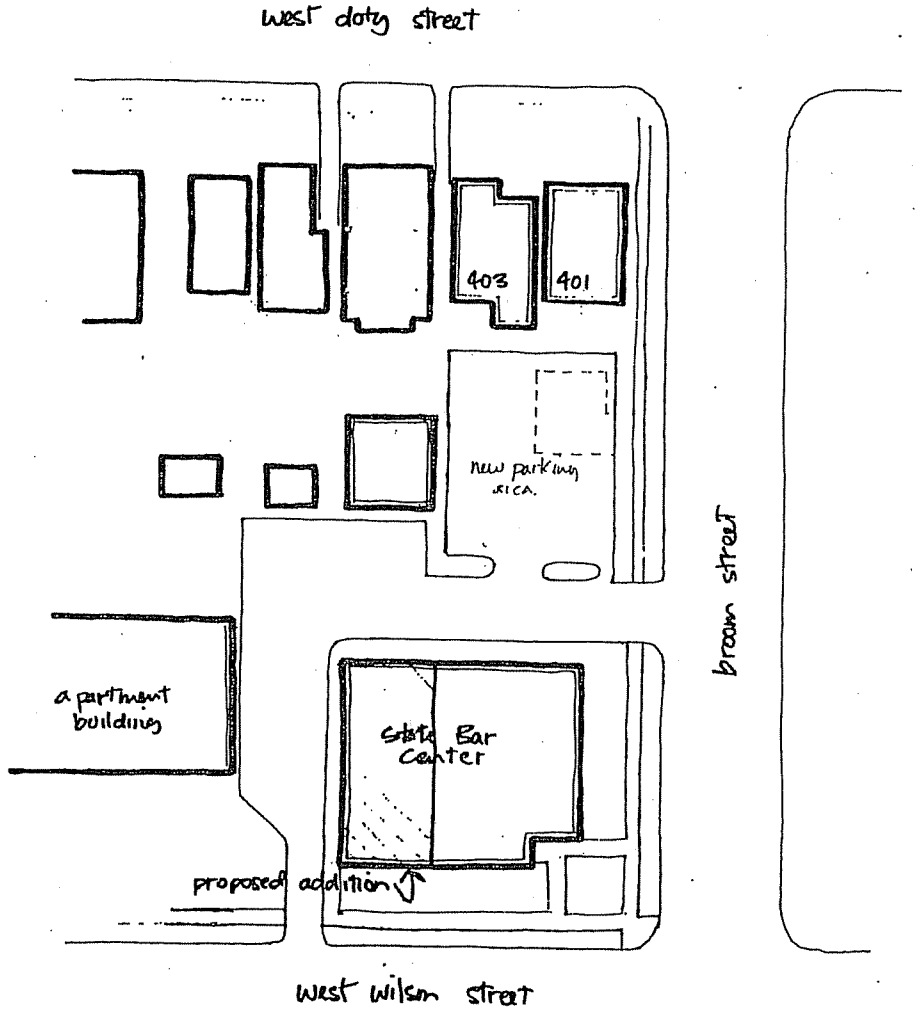 west doty street
403
401
new parking
area.
broom street
apartment
building
State Bar
Center
proposed addition
west wilson street